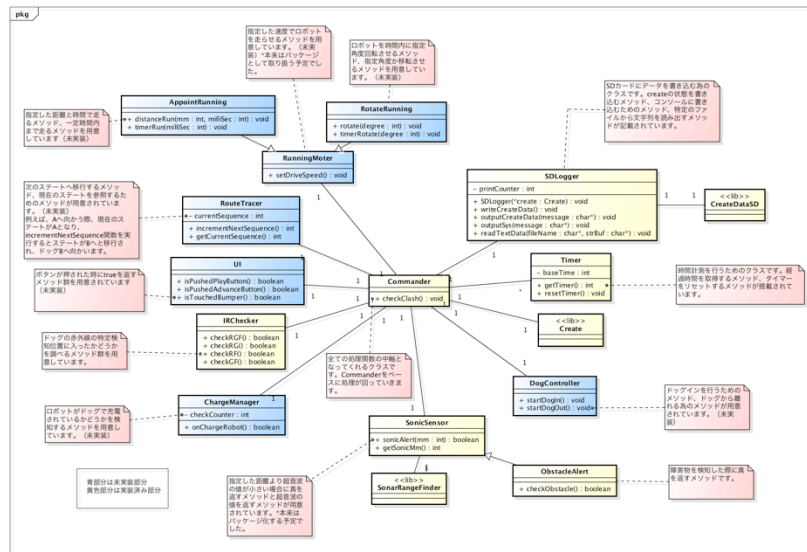 pkg
指定した速度でロボット
を走らせるメソッドを用
意しています。（未実
装）*本来はパッケージ
として取り扱う予定でし
た。
ロボットを時間内に指定
角度回転させるメソッ
ド、指定角度か移転させ
るメソッドを用意していま
す。（未実装）
SDカードにデータを書き込む為の
クラスです。createの状態を書き込
むメソッド、コンソールに書き
込むためのメソッド、特定のファ
イルから文字列を読み出すメソッ
ドが記載されています。
指定した距離と時間で走
るメソッド、一定時間内
まで走るメソッドを用意
しています（未実装）
AppointRunning
+ distanceRun(mm : int, milliSec : int) : void
+ timerRun(milliSec : int) : void
RotateRunning
+ rotate(degree : int) : void
+ timerRotate(degree : int) : void
RunningMoter
+ setDriveSpeed() : void
SDLogger
- printCounter : int
+ SDLogger(*create : Create) : void
+ writeCreateData() : void
+ outputCreateData(message : char*) : void
+ outputSys(message : char*) : void
+ readTextData(fileName : char*, strBuf : char*) : void
<<lib>>
CreateDataSD
1
1
次のステートへ移行するメソッ
ド、現在のステートを参照するため
のメソッドが用意されています。
（未実装）
例えば、Aへ向かう際、現在のス
テートがAとなり、
incrementNextSequence関数を実
行するとステートがBへと移行さ
れ、ドッグBへ向かいます。
RouteTracer
- currentSequence : int
+ incrementNextSequence() : int
+ getCurrentSequence() : int
ボタンが押された時にtrueを返す
メソッド群を用意されています
（未実装）
UI
+ isPushedPlayButton() : boolean
+ isPushedAdvanceButton() : boolean
+ isTouchedBumper() : boolean
Commander
+ checkClash() : void
Timer
- baseTime : int
+ getTimer() : int
+ resetTimer() : void
時間計測を行うためのクラスです。経
過時間を取得するメソッド、タイマー
をリセットするメソッドが搭載されて
います。
<<lib>>
Create
ドッグの赤外線の特定検
知位置に入ったかどうか
を調べるメソッド群を用
意しています。
IRChecker
+ checkRGF() : boolean
+ checkRG() : boolean
+ checkRF() : boolean
+ checkGF() : boolean
全ての処理関数の中軸と
なってくれるクラスで
す。Commanderをベー
スに処理が回っていきま
す。
DogController
+ startDogIn() : void
+ startDogOut() : void
ドッグインを行うための
メソッド、ドッグから離
れる為のメソッドが用意
されています。（未実
装）
ロボットがドッグで充電
されているかどうかを検
知するメソッドを用意し
ています。（未実装）
ChargeManager
- checkCounter : int
+ onChargeRobot() : boolean
SonicSensor
+ sonicAlert(mm : int) : boolean
+ getSonicMm() : int
指定した距離より超音波
の値が小さい場合に真を
返すメソッドと超音波の
値を返すメソッドが用意
されています。*本来は
パッケージ化する予定で
した。
<<lib>>
SonarRangeFinder
ObstacleAlert
+ checkObstacle() : boolean
障害物を検知した際に真
を返すメソッドです。
青部分は未実装部分
黄色部分は実装済み部分